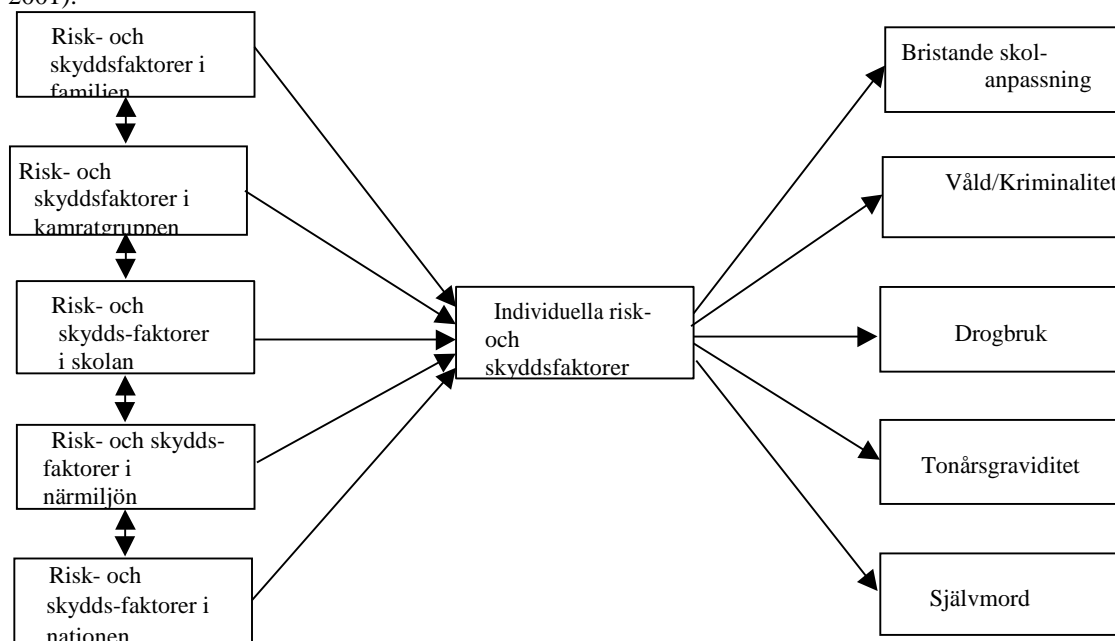 2001).
Risk- och
skyddsfaktorer i
familjen
Risk- och
skyddsfaktorer i
kamratgruppen
Risk- och
skydds-faktorer
i skolan
Risk- och skydds-
faktorer i
närmiljön
Risk- och
skydds-faktorer i
nationen
Individuella risk-
och
skyddsfaktorer
Bristande skol-
anpassning
Våld/Kriminalitet
Drogbruk
Tonårsgraviditet
Självmord